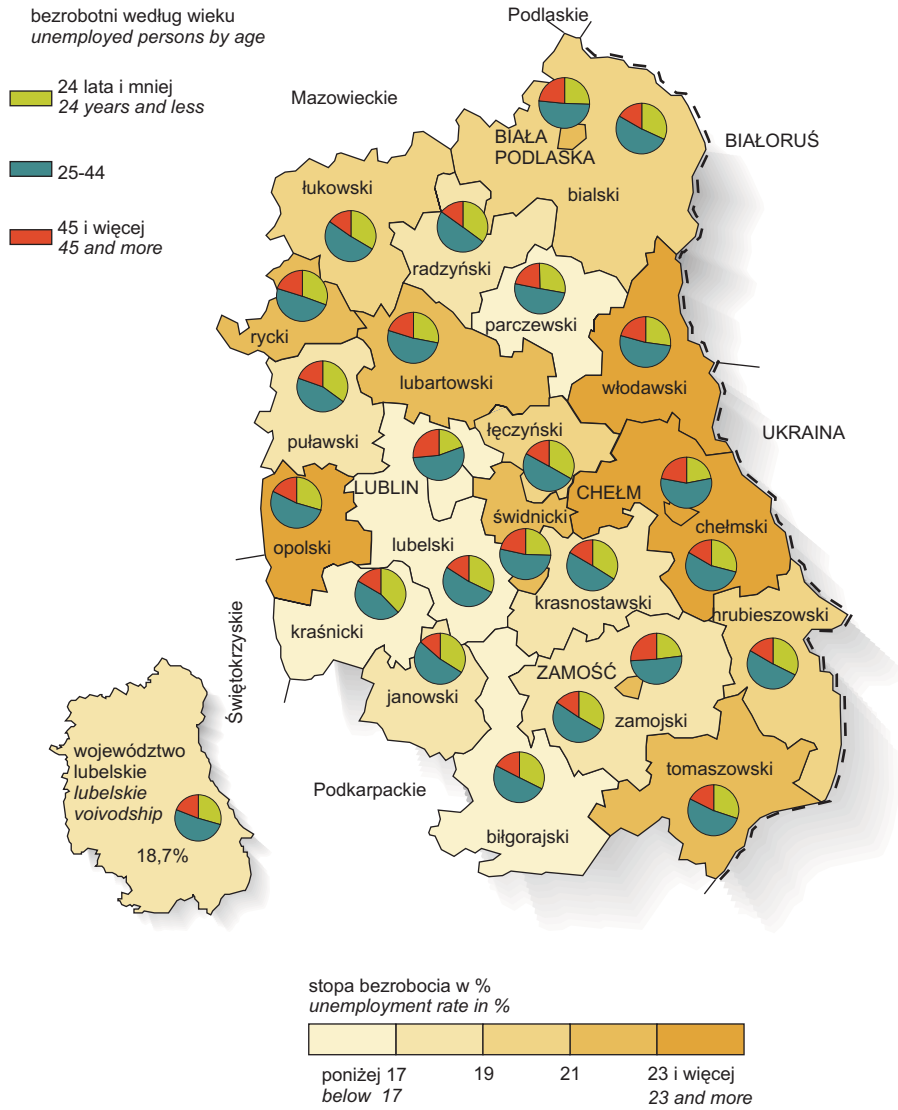 bezrobotni według wieku
unemployed persons by age
24 lata i mniej
24 years and less
25-44
45 i więcej
45 and more
Podlaskie
Mazowieckie
BIAŁORUŚ
BIAŁA
PODLASKA
bialski
łukowski
radzyński
parczewski
rycki
lubartowski
włodawski
puławski
łęczyński
UKRAINA
LUBLIN
CHEŁM
opolski
świdnicki
chełmski
lubelski
krasnostawski
hrubieszowski
kraśnicki
Świętokrzyskie
janowski
ZAMOŚĆ
zamojski
tomaszowski
Podkarpackie
biłgorajski
województwo
lubelskie
lubelskie
voivodship
18,7%
stopa bezrobocia w %
unemployment rate in %
poniżej 17 19 21 23 i więcej
below 17 23 and more